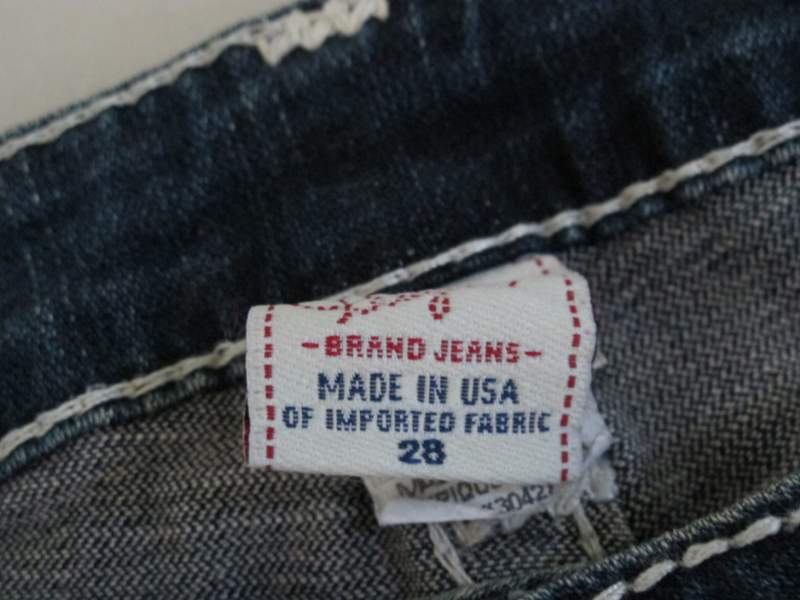 -BRAND JEANS-
MADE IN USA
OF IMPORTED FABRIC
28